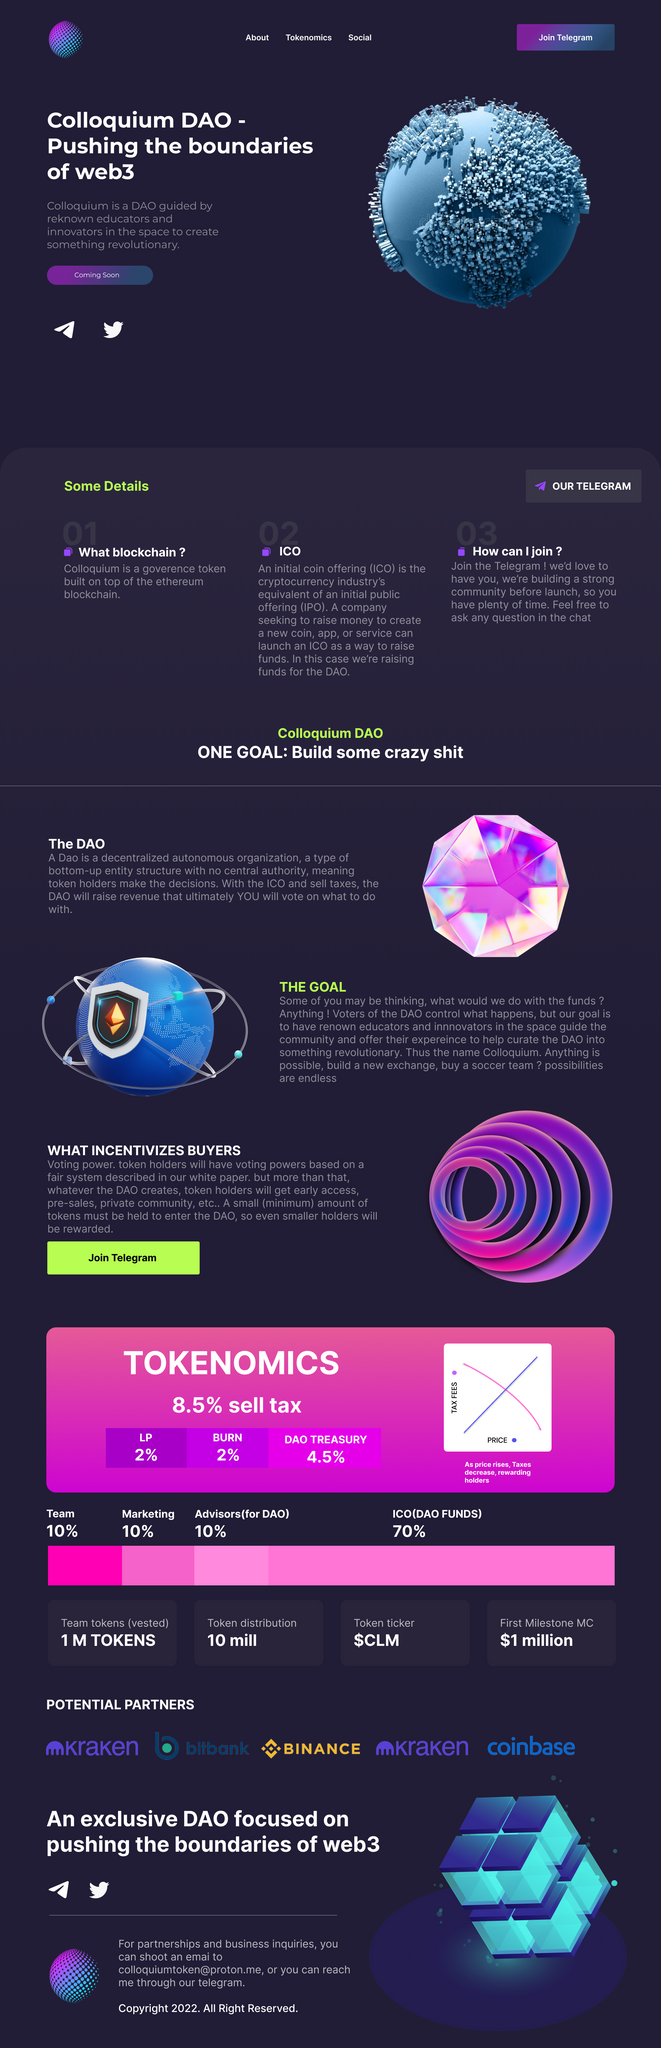 About Tokenomics Social
Join Telegram
Colloquium DAO -
Pushing the boundaries
of web3
Colloquium is a DAO guided by
reknown educators and
innovators in the space to create
something revolutionary.
Coming Soon
Some Details
OUR TELEGRAM
01
What blockchain ?
Colloquium is a goverence token
built on top of the ethereum
blockchain.
02
ICO
An initial coin offering (ICO) is the
cryptocurrency industry's
equivalent of an initial public
offering (IPO). A company
seeking to raise money to create
a new coin, app, or service can
launch an ICO as a way to raise
funds. In this case we're raising
funds for the DAO.
03
How can I join ?
Join the Telegram ! we'd love to
have you, we're building a strong
community before launch, so you
have plenty of time. Feel free to
ask any question in the chat
Colloquium DAO
ONE GOAL: Build some crazy shit
The DAO
A Dao is a decentralized autonomous organization, a type of
bottom-up entity structure with no central authority, meaning
token holders make the decisions. With the ICO and sell taxes, the
DAO will raise revenue that ultimately YOU will vote on what to do
with.
THE GOAL
Some of you may be thinking, what would we do with the funds ?
Anything ! Voters of the DAO control what happens, but our goal is
to have renown educators and innnovators in the space guide the
community and offer their expereince to help curate the DAO into
something revolutionary. Thus the name Colloquium. Anything is
possible, build a new exchange, buy a soccer team ? possibilities
are endless
WHAT INCENTIVIZES BUYERS
Voting power. token holders will have voting powers based on a
fair system described in our white paper. but more than that,
whatever the DAO creates, token holders will get early access,
pre-sales, private community, etc.. A small (minimum) amount of
tokens must be held to enter the DAO, so even smaller holders will
be rewarded.
Join Telegram
TOKENOMICS
8.5% sell tax
LP
2%
BURN
2%
DAO TREASURY
4.5%
TAX FEES
PRICE
As price rises, Taxes
decrease, rewarding
holders
Team
10%
Marketing
10%
Advisors(for DAO)
10%
ICO(DAO FUNDS)
70%
Team tokens (vested)
1 M TOKENS
Token distribution
10 mill
Token ticker
$CLM
First Milestone MC
$1 million
POTENTIAL PARTNERS
mKraken bitbank BINANCE mKraken coinbase
An exclusive DAO focused on
pushing the boundaries of web3
For partnerships and business inquiries, you
can shoot an emai to
colloquiumtoken@proton.me, or you can reach
me through our telegram.
Copyright 2022. All Right Reserved.